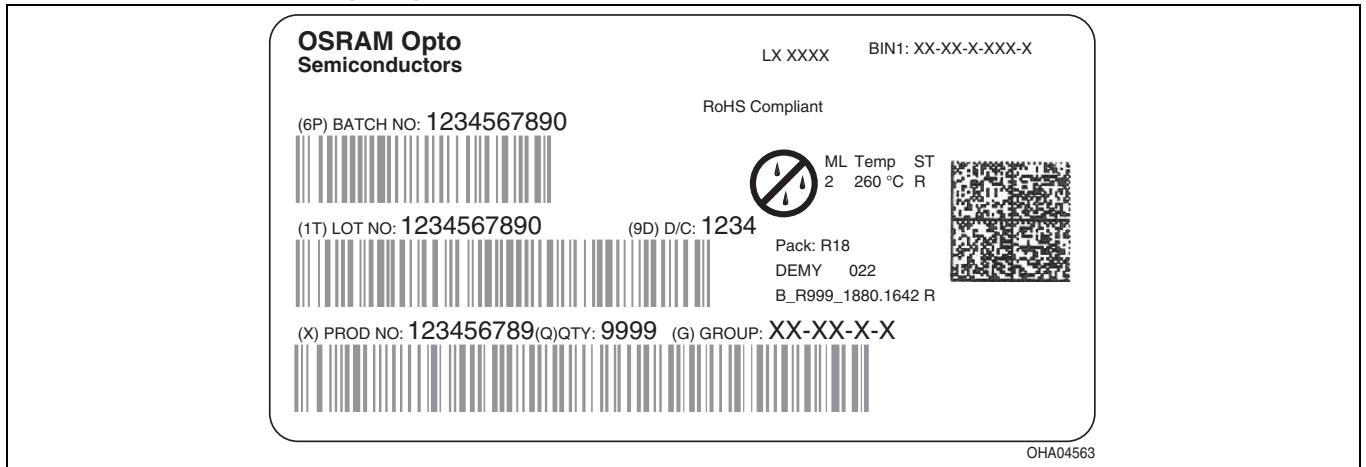 OSRAM Opto
Semiconductors
LX XXXX
BIN1: XX-XX-X-XXX-X
RoHS Compliant
(6P) BATCH NO: 1234567890
ML Temp ST
2 260 °C R
(1T) LOT NO: 1234567890
(9D) D/C: 1234
Pack: R18
DEMY 022
B_R999_1880.1642 R
(X) PROD NO: 123456789(Q)QTY: 9999 (G) GROUP: XX-XX-X-X
OHA04563